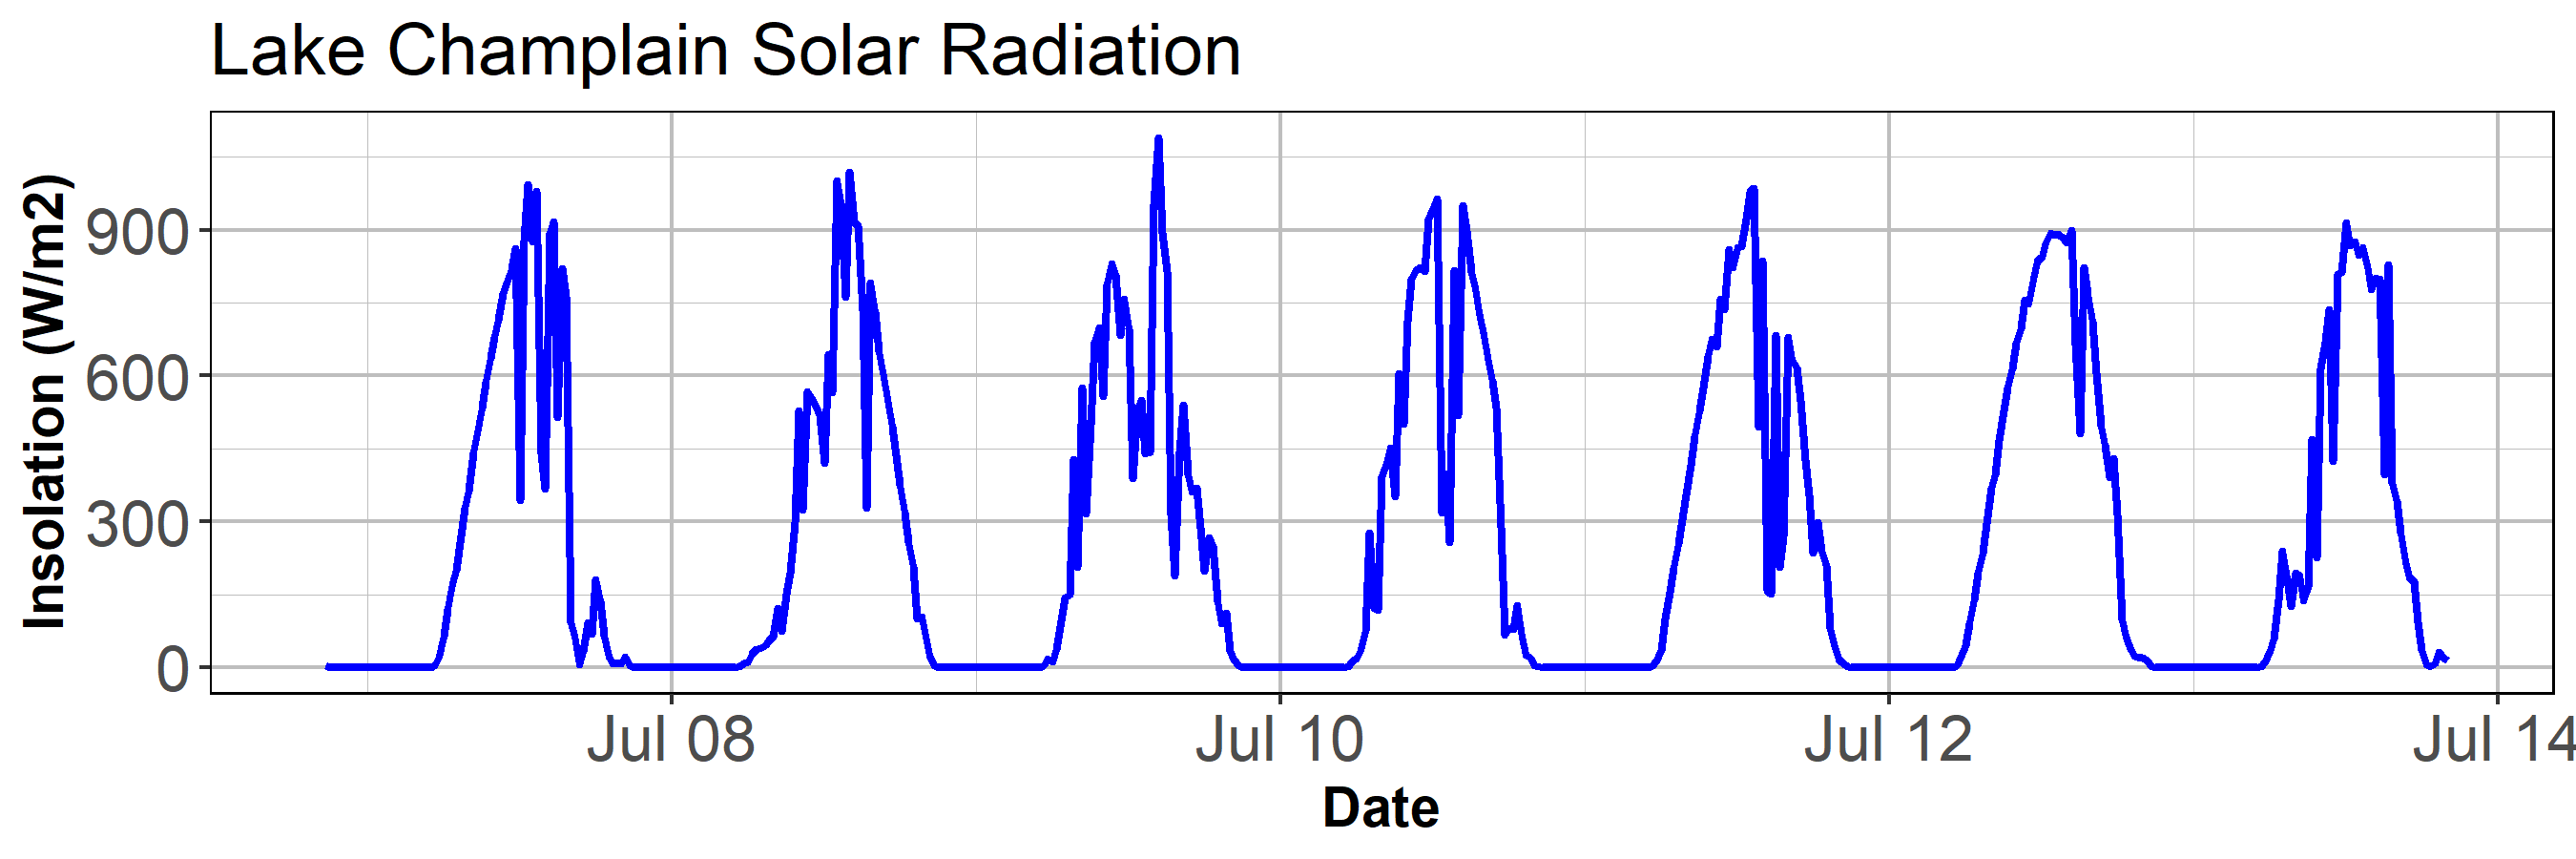 Lake Champlain Solar Radiation
Insolation (W/m2)
900
600
300
0
Jul 08 Jul 10 Jul 12 Jul 14
Date